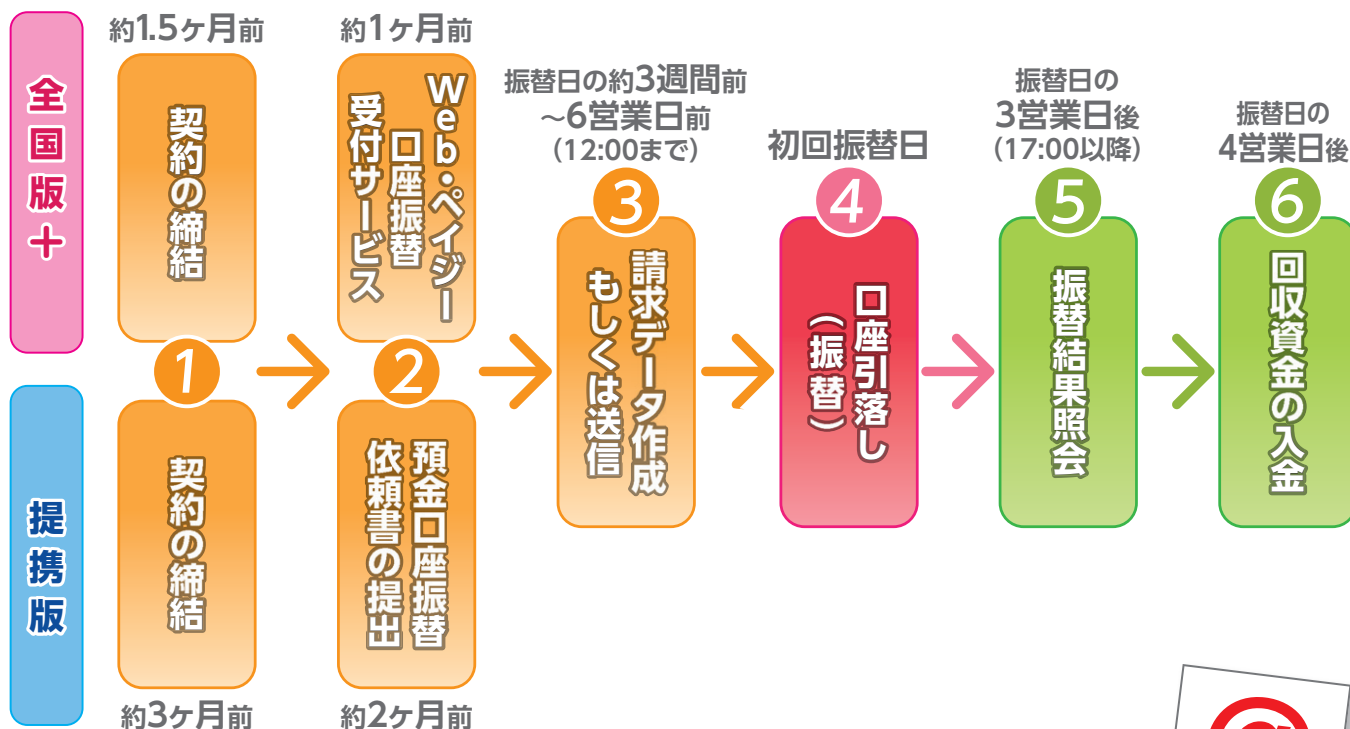 全国版＋
約1.5ヶ月前
契約の締結
約1ヶ月前
Web・ペイジー
口座振替
受付サービス
提携版
1
契約の締結
約3ヶ月前
2
預金口座振替
依頼書の提出
約2ヶ月前
振替日の約3週間前
～6営業日前
（12:00まで）
3
請求データ作成
もしくは送信
初回振替日
4
口座引落し
（振替）
振替日の
3営業日後
（17:00以降）
5
振替結果照会
振替日の
4営業日後
6
回収資金の入金